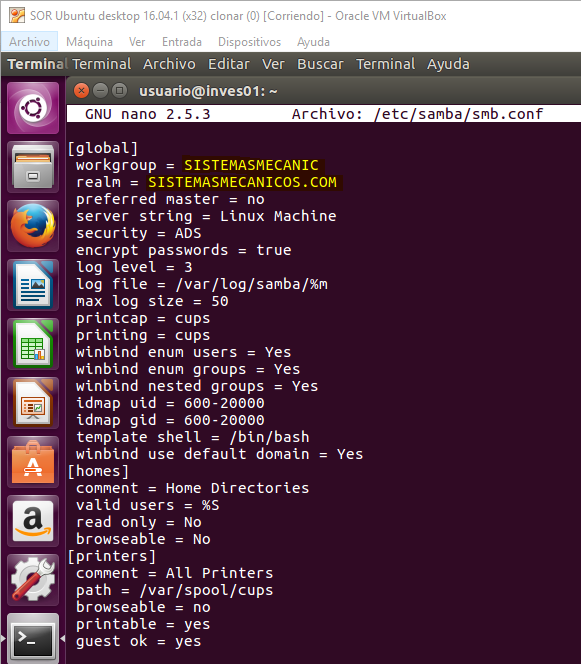 SOR Ubuntu desktop 16.04.1 (x32) clonar (0) [Corriendo] - Oracle VM VirtualBox
Archivo Máquina Ver Entrada Dispositivos Ayuda
Terminal Terminal Archivo Editar Ver Buscar Terminal Ayuda
usuario@inves01: ~
GNU nano 2.5.3 Archivo: /etc/samba/smb.conf
[global]
workgroup = SISTEMASMECANIC
realm = SISTEMASMECANICOS.COM
preferred master = no
server string = Linux Machine
security = ADS
encrypt passwords = true
log level = 3
log file = /var/log/samba/%m
max log size = 50
printcap = cups
printing = cups
winbind enum users = Yes
winbind enum groups = Yes
winbind nested groups = Yes
idmap uid = 600-20000
idmap gid = 600-20000
template shell = /bin/bash
winbind use default domain = Yes
[homes]
comment = Home Directories
valid users = %S
read only = No
browseable = No
[printers]
comment = All Printers
path = /var/spool/cups
browseable = no
printable = yes
guest ok = yes